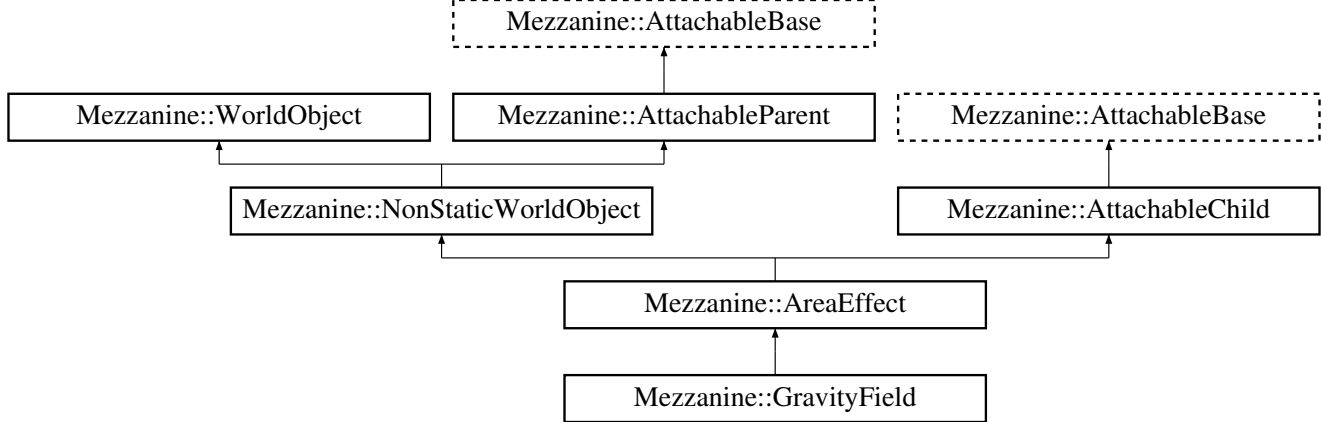 Mezzanine::AttachableBase
Mezzanine::WorldObject
Mezzanine::AttachableParent
Mezzanine::AttachableBase
Mezzanine::NonStaticWorldObject
Mezzanine::AttachableChild
Mezzanine::AreaEffect
Mezzanine::GravityField